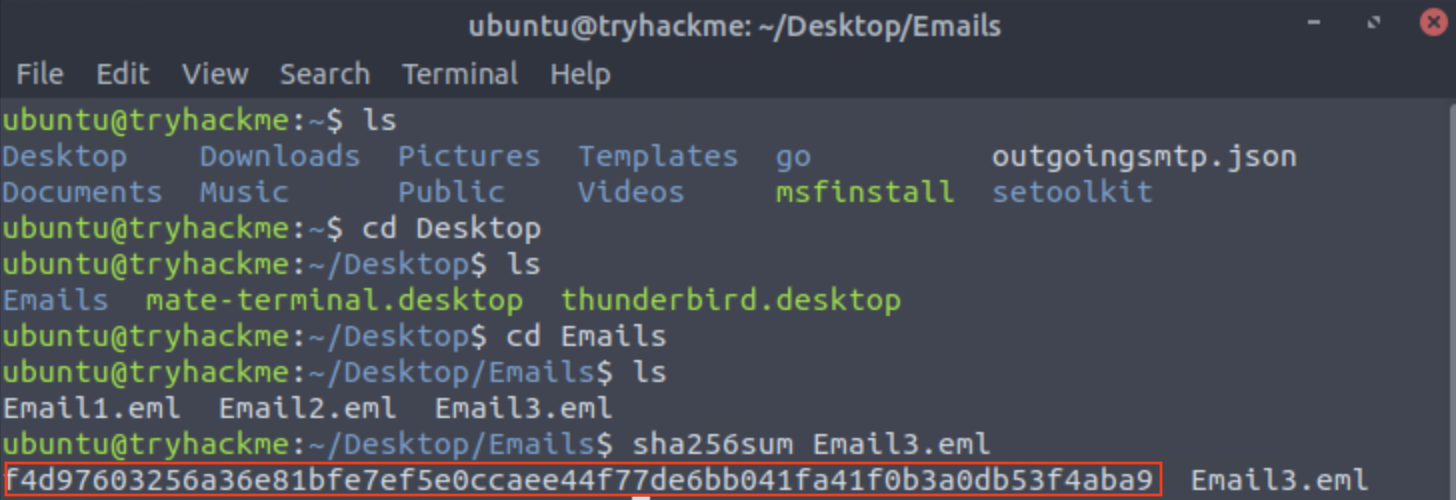 ubuntu@tryhackme: ~/Desktop/Emails
File Edit View Search Terminal Help
ubuntu@tryhackme:~$ ls
Desktop Downloads Pictures Templates go outgoingsmtp.json
Documents Music Public Videos msfinstall setoolkit
ubuntu@tryhackme:~$ cd Desktop
ubuntu@tryhackme:~/Desktop$ ls
Emails mate-terminal.desktop thunderbird.desktop
ubuntu@tryhackme:~/Desktop$ cd Emails
ubuntu@tryhackme:~/Desktop/Emails$ ls
Email1.eml Email2.eml Email3.eml
ubuntu@tryhackme:~/Desktop/Emails$ sha256sum Email3.eml
f4d97603256a36e81bfe7ef5e0ccaee44f77de6bb041fa41f0b3a0db53f4aba9 Email3.eml